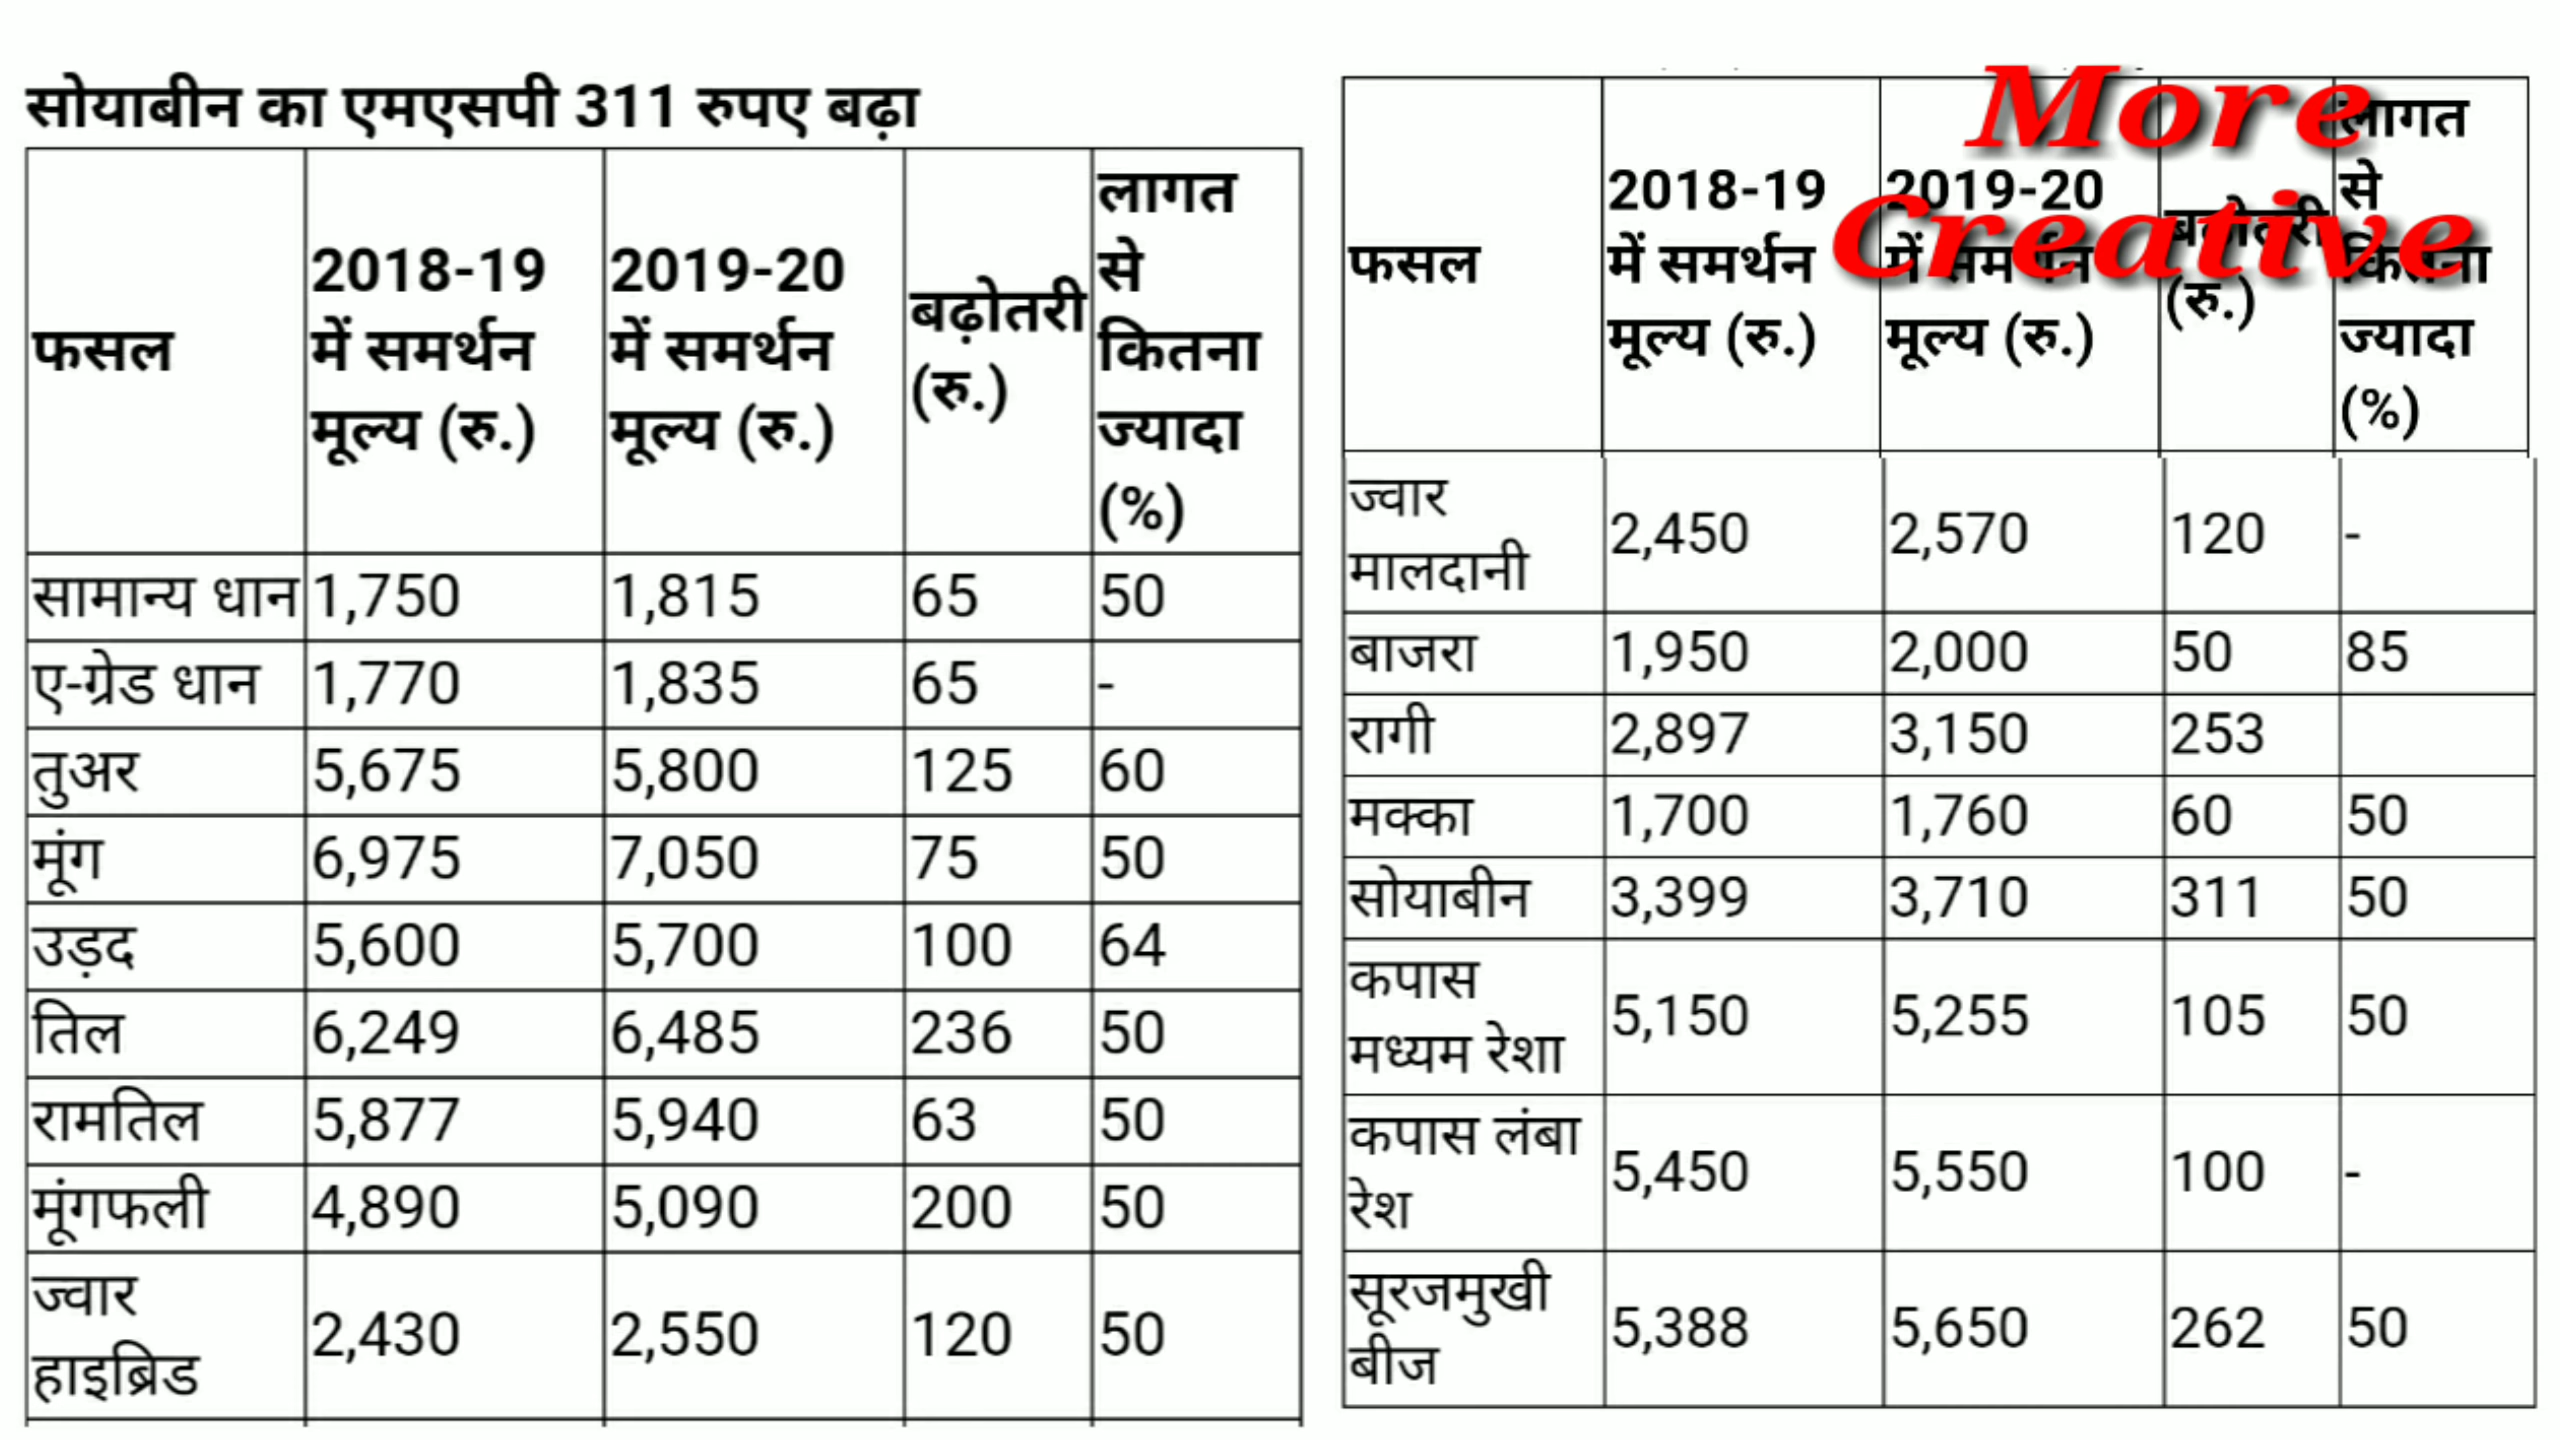 सोयाबीन का एमएसपी 311 रुपए बढ़ा
फसल
2018-19
में समर्थन
मूल्य (रु.)
2019-20
में समर्थन
मूल्य (रु.)
बढ़ोतरी
(रु.)
लागत
से
कितना
ज्यादा
(%)
सामान्य धान 1,750 1,815 65 50
ए-ग्रेड धान 1,770 1,835 65 -
तुअर 5,675 5,800 125 60
मूंग 6,975 7,050 75 50
उड़द 5,600 5,700 100 64
तिल 6,249 6,485 236 50
रामतिल 5,877 5,940 63 50
मूंगफली 4,890 5,090 200 50
ज्वार
हाइब्रिड 2,430 2,550 120 50
More
Creative
फसल
2018-19
में समर्थन
मूल्य (रु.)
2019-20
में समर्थन
मूल्य (रु.)
बढ़ोतरी
(रु.)
लागत
से
कितना
ज्यादा
(%)
ज्वार
मालदानी 2,450 2,570 120 -
बाजरा 1,950 2,000 50 85
रागी 2,897 3,150 253
मक्का 1,700 1,760 60 50
सोयाबीन 3,399 3,710 311 50
कपास
मध्यम रेशा 5,150 5,255 105 50
कपास लंबा
रेश 5,450 5,550 100 -
सूरजमुखी
बीज 5,388 5,650 262 50